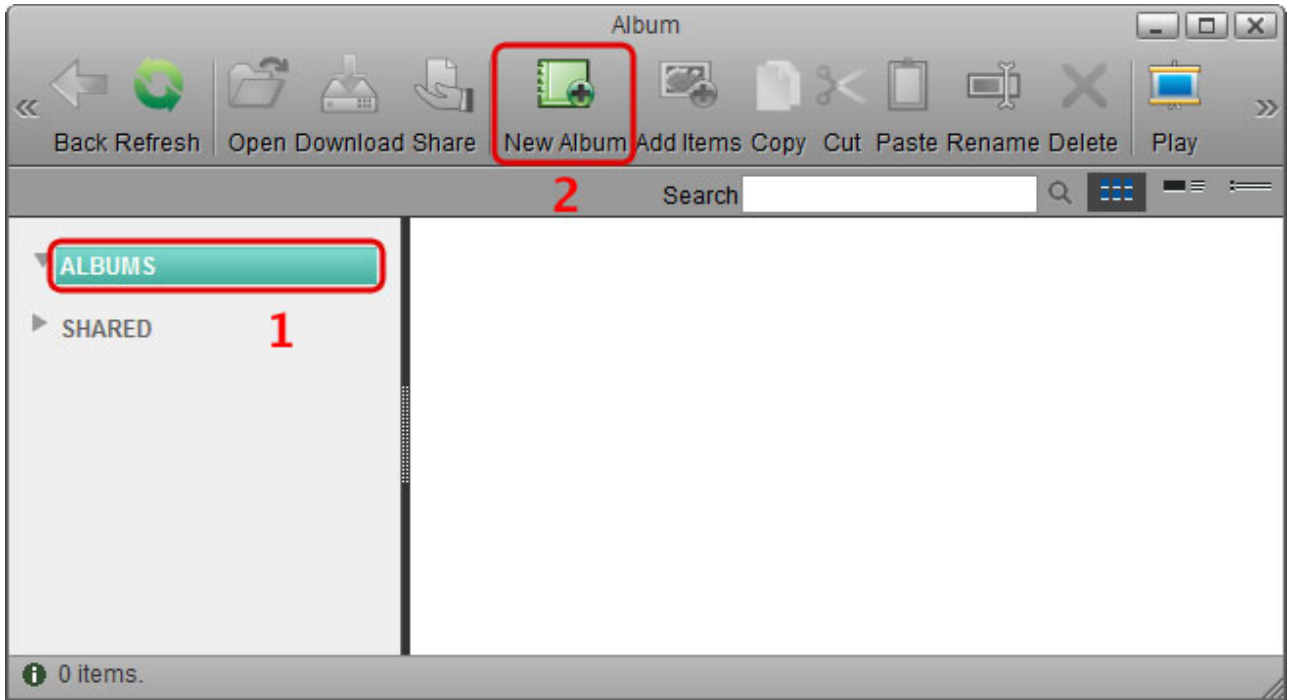 Album
Back Refresh Open Download Share New Album Add Items Copy Cut Paste Rename Delete Play
2
Search
ALBUMS
SHARED
1
0 items.